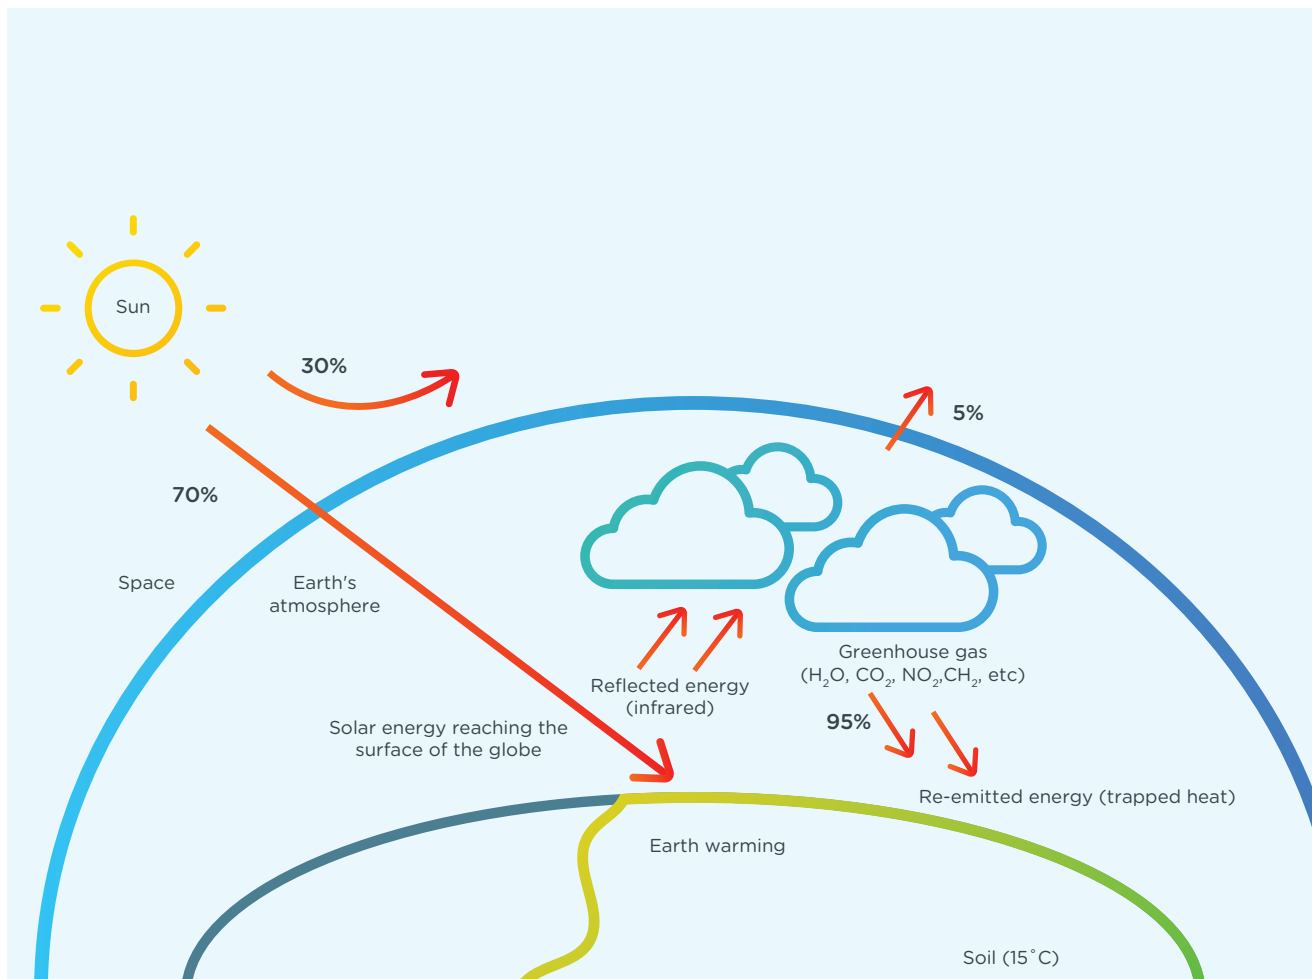 Sun
30%
5%
70%
Space
Earth's
atmosphere
Greenhouse gas
(H₂O, CO₂, NO₂,CH₂, etc)
Reflected energy
(infrared)
95%
Solar energy reaching the
surface of the globe
Re-emitted energy (trapped heat)
Earth warming
Soil (15˚C)